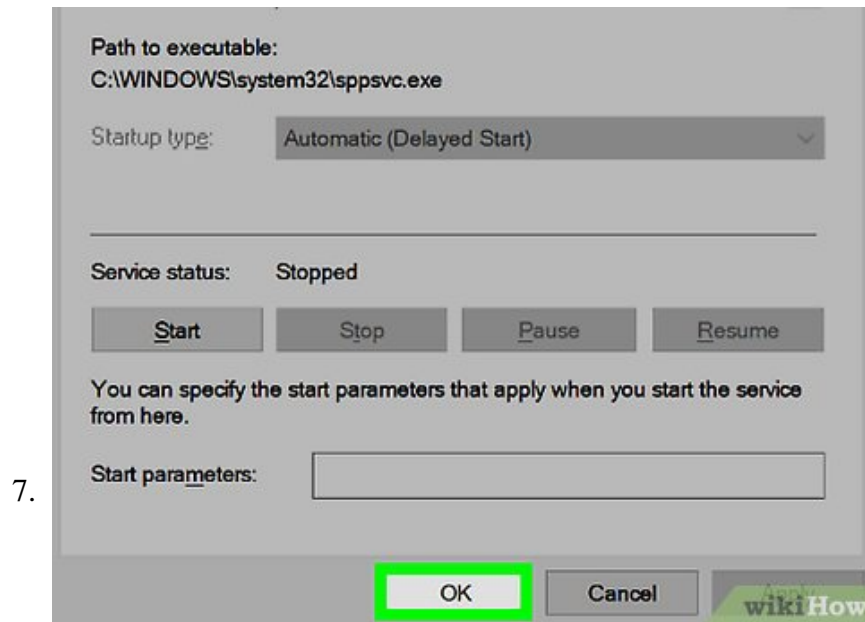 Path to executable:
C:\WINDOWS\system32\sppsvc.exe
Startup type: Automatic (Delayed Start)
Service status: Stopped
Start Stop Pause Resume
You can specify the start parameters that apply when you start the service
from here.
7. Start parameters:
OK Cancel
wikiHow